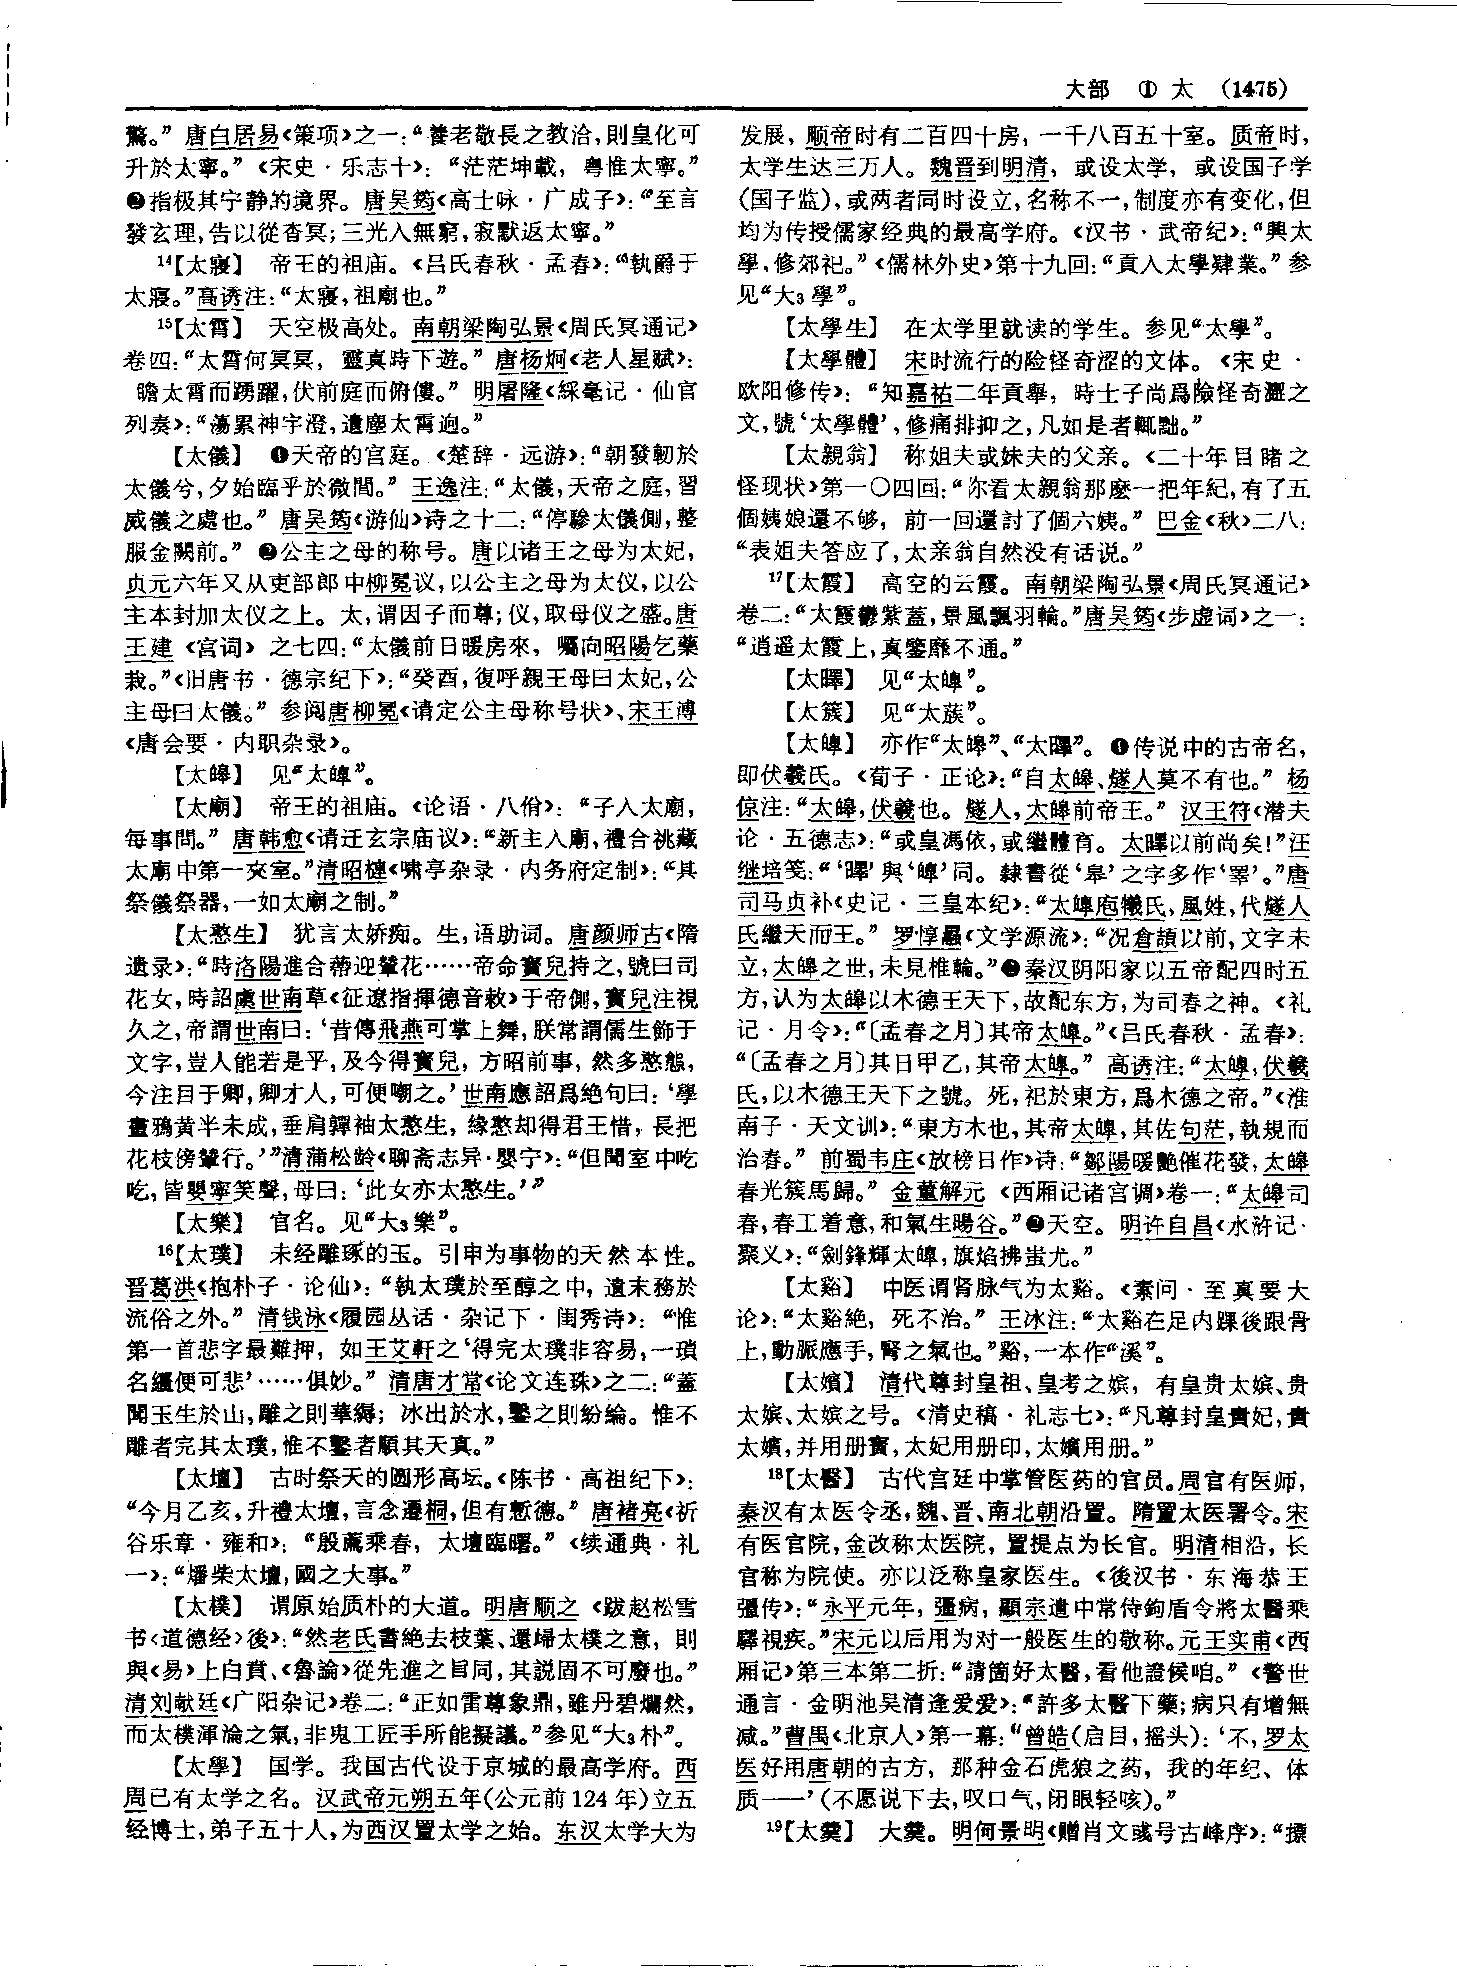 大部 ① 太 (1475)
驚。”唐白居易《策项》之一：“養老敬長之教洽，則皇化可
升於太寧。”《宋史·乐志十》：“茫茫坤載，粤惟太寧。”
❷指极其宁静的境界。唐吴筠《高士咏·广成子》：“至言
發玄理，告以從杳冥；三光入無窮，寂默返太寧。”
14【太寢】 帝王的祖庙。《吕氏春秋·孟春》：“執爵于
太寢。”高诱注：“太寢，祖廟也。”
15【太霄】 天空极高处。南朝梁陶弘景《周氏冥通记》
卷四：“太霄何冥冥，靈真時下遊。”唐杨炯《老人星赋》：
瞻太霄而踴躍，伏前庭而俯僂。”明屠隆《綵毫记·仙官
列奏》：“蕩累神宇澄，遺塵太霄迥。”
【太儀】 ❶天帝的宫庭。《楚辞·远游》：“朝發軔於
太儀兮，夕始臨乎於微閭。”王逸注：“太儀，天帝之庭，習
威儀之處也。”唐吴筠《游仙》诗之十二：“停驂太儀側，整
服金闕前。”❷公主之母的称号。唐以诸王之母为太妃，
贞元六年又从吏部郎中柳冕议，以公主之母为太仪，以公
主本封加太仪之上。太，谓因子而尊；仪，取母仪之盛。唐
王建《宫词》之七四：“太儀前日暖房來，囑向昭陽乞藥
栽。”《旧唐书·德宗纪下》：“癸酉，復呼親王母曰太妃，公
主母曰太儀。”参阅唐柳冕《请定公主母称号状》、宋王溥
《唐会要·内职杂录》。
【太皞】 见“太皥”。
【太廟】 帝王的祖庙。《论语·八佾》：“子入太廟，
每事問。”唐韩愈《请迁玄宗庙议》：“新主入廟，禮合祧藏
太廟中第一夾室。”清昭槤《啸亭杂录·内务府定制》：“其
祭儀祭器，一如太廟之制。”
【太憨生】 犹言太娇痴。生，语助词。唐颜师古《隋
遗录》：“時洛陽進合蒂迎輦花……帝命寶兒持之，號曰司
花女，時詔虞世南草《征遼指揮德音敕》于帝側，寶兒注視
久之，帝謂世南曰：‘昔傳飛燕可掌上舞，朕常謂儒生飾于
文字，豈人能若是乎，及今得寶兒，方昭前事，然多憨態，
今注目于卿，卿才人，可便嘲之。’世南應詔爲絶句曰：‘學
畫鴉黄半未成，垂肩嚲袖太憨生，緣憨却得君王惜，長把
花枝傍輦行。’”清蒲松龄《聊斋志异·婴宁》：“但聞室中吃
吃，皆嬰寧笑聲，母曰：‘此女亦太憨生。’”
【太樂】 官名。见“大3樂”。
16【太璞】 未经雕琢的玉。引申为事物的天然本性。
晋葛洪《抱朴子·论仙》：“執太璞於至醇之中，遺末務於
流俗之外。”清钱泳《履园丛话·杂记下·闺秀诗》：“惟
第一首悲字最難押，如王艾軒之‘得完太璞非容易，一瑣
名繮便可悲’……俱妙。”清唐才常《论文连珠》之二：“蓋
聞玉生於山，雕之則華縟；冰出於水，鑿之則紛綸。惟不
雕者完其太璞，惟不鑿者順其天真。”
【太壇】 古时祭天的圆形高坛。《陈书·高祖纪下》：
“今月乙亥，升禮太壇，言念遷桐，但有慙德。”唐褚亮《祈
谷乐章·雍和》：“殷薦乘春，太壇臨曙。”《续通典·礼
一》：“燔柴太壇，國之大事。”
【太樸】 谓原始质朴的大道。明唐顺之《跋赵松雪
书〈道德经〉後》：“然老氏書絶去枝葉、還歸太樸之意，則
與《易》上白賁、《魯論》從先進之旨同，其説固不可廢也。”
清刘献廷《广阳杂记》卷二：“正如雷尊象鼎，雖丹碧爛然，
而太樸渾淪之氣，非鬼工匠手所能擬議。”参见“大3朴”。
【太學】 国学。我国古代设于京城的最高学府。西
周已有太学之名。汉武帝元朔五年(公元前124年)立五
经博士，弟子五十人，为西汉置太学之始。东汉太学大为
发展，顺帝时有二百四十房，一千八百五十室。质帝时，
太学生达三万人。魏晋到明清，或设太学，或设国子学
(国子监)，或两者同时设立，名称不一，制度亦有变化，但
均为传授儒家经典的最高学府。《汉书·武帝纪》：“興太
學，修郊祀。”《儒林外史》第十九回：“貢入太學肄業。”参
见“大3學”。
【太學生】 在太学里就读的学生。参见“太學”。
【太學體】 宋时流行的险怪奇涩的文体。《宋史·
欧阳修传》：“知嘉祐二年貢舉，時士子尚爲險怪奇澀之
文，號‘太學體’，修痛排抑之，凡如是者輒黜。”
【太親翁】 称姐夫或妹夫的父亲。《二十年目睹之
怪现状》第一〇四回：“你看太親翁那麽一把年紀，有了五
個姨娘還不够，前一回還討了個六姨。”巴金《秋》二八：
“表姐夫答应了，太亲翁自然没有话说。”
17【太霞】 高空的云霞。南朝梁陶弘景《周氏冥通记》
卷二：“太霞鬱紫蓋，景風飄羽輪。”唐吴筠《步虚词》之一：
“逍遥太霞上，真鑒靡不通。”
【太曎】 见“太皥”。
【太簇】 见“太蔟”。
【太皥】 亦作“太皞”、“太曎”。❶传说中的古帝名，
即伏羲氏。《荀子·正论》：“自太皞、燧人莫不有也。”杨
倞注：“太皞，伏羲也。燧人，太皞前帝王。”汉王符《潜夫
论·五德志》：“或皇馮依，或繼體育。太曎以前尚矣！”汪
继培笺：“‘曎’與‘皥’同。隸書從‘皋’之字多作‘睪’。”唐
司马贞补《史记·三皇本纪》：“太皥庖犧氏，風姓，代燧人
氏繼天而王。”罗惇曧《文学源流》：“况倉頡以前，文字未
立，太皞之世，未見椎輪。”❷秦汉阴阳家以五帝配四时五
方，认为太皞以木德王天下，故配东方，为司春之神。《礼
记·月令》：“〔孟春之月〕其帝太皞。”《吕氏春秋·孟春》：
“〔孟春之月〕其日甲乙，其帝太皞。”高诱注：“太皞，伏羲
氏，以木德王天下之號。死，祀於東方，爲木德之帝。”《淮
南子·天文训》：“東方木也，其帝太皞，其佐句芒，執規而
治春。”前蜀韦庄《放榜日作》诗：“鄒陽暖艷催花發，太皞
春光簇馬歸。”金董解元《西厢记诸宫调》卷一：“太皞司
春，春工着意，和氣生暘谷。”❸天空。明许自昌《水浒记·
聚义》：“劍鋒輝太皥，旗焰拂蚩尤。”
【太谿】 中医谓肾脉气为太谿。《素问·至真要大
论》：“太谿絶，死不治。”王冰注：“太谿在足内踝後跟骨
上，動脈應手，腎之氣也。”谿，一本作“溪”。
【太嬪】 清代尊封皇祖、皇考之嫔，有皇贵太嫔、贵
太嫔、太嫔之号。《清史稿·礼志七》：“凡尊封皇貴妃，貴
太嬪，并用册寶，太妃用册印，太嬪用册。”
18【太醫】 古代宫廷中掌管医药的官员。周官有医师，
秦汉有太医令丞，魏、晋、南北朝沿置。隋置太医署令。宋
有医官院，金改称太医院，置提点为长官。明清相沿，长
官称为院使。亦以泛称皇家医生。《後汉书·东海恭王
彊传》：“永平元年，彊病，顯宗遣中常侍鉤盾令將太醫乘
驛視疾。”宋元以后用为对一般医生的敬称。元王实甫《西
厢记》第三本第二折：“請箇好太醫，看他證候咱。”《警世
通言·金明池吴清逢爱爱》：“許多太醫下藥；病只有增無
减。”曹禺《北京人》第一幕：“曾皓(启目，摇头)：‘不，罗太
医好用唐朝的古方，那种金石虎狼之药，我的年纪、体
质——’(不愿说下去，叹口气，闭眼轻咳)。”
19【太羹】 大羹。明何景明《赠肖文彧号古峰序》：“摽